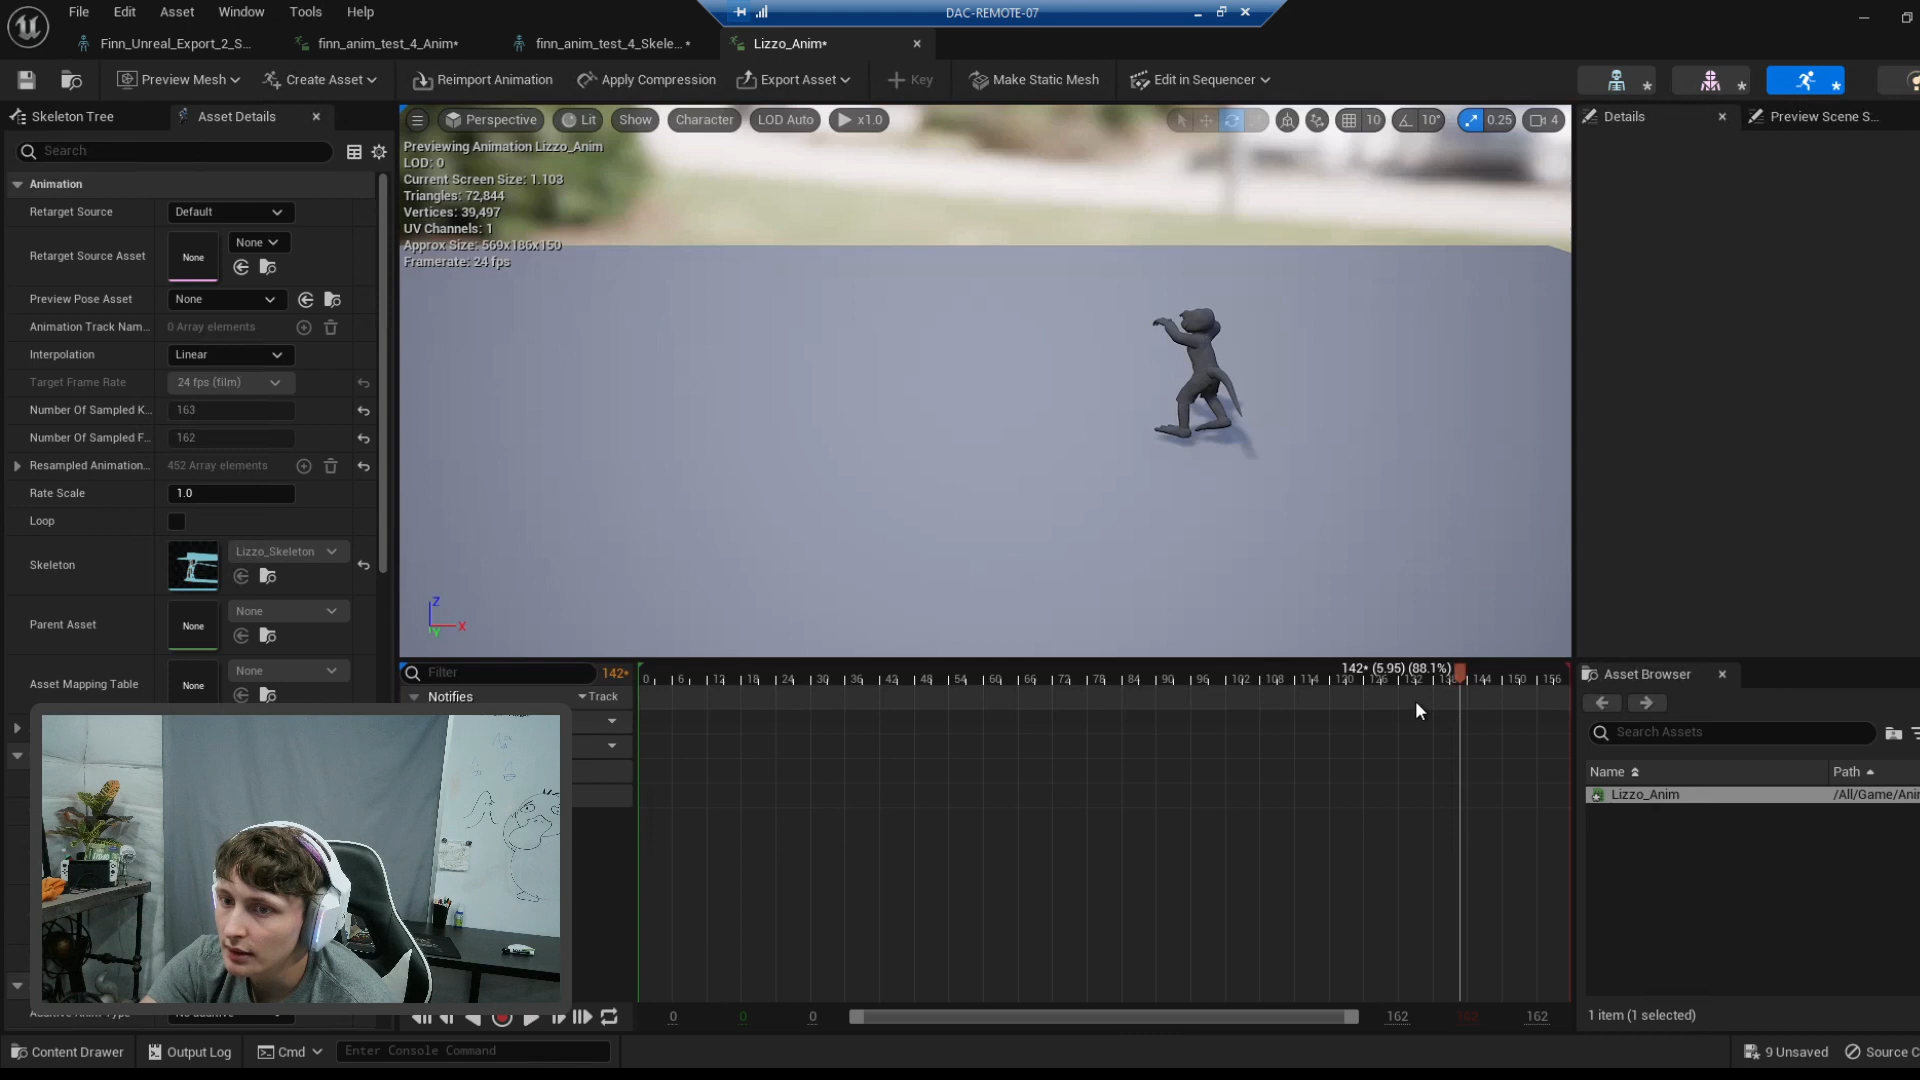 File Edit Asset Window Tools Help
DAC-REMOTE-07
Finn_Unreal_Export_2_S...
finn_anim_test_4_Anim*
finn_anim_test_4_Skele...*
Lizzo_Anim*
Preview Mesh
Create Asset
Reimport Animation
Apply Compression
Export Asset
Key
Make Static Mesh
Edit in Sequencer
Skeleton Tree
Asset Details
Search
Animation
Retarget Source Default
None
Retarget Source Asset None
Preview Pose Asset None
Animation Track Nam... 0 Array elements
Interpolation Linear
Target Frame Rate 24 fps (film)
Number Of Sampled K... 163
Number Of Sampled F... 162
Resampled Animation... 452 Array elements
Rate Scale 1.0
Loop
Lizzo_Skeleton
Skeleton
None
Parent Asset None
None
Asset Mapping Table None
Perspective Lit Show Character LOD Auto x1.0
10 10° 0.25 4
Previewing Animation Lizzo_Anim
LOD: 0
Current Screen Size: 1.103
Triangles: 72,844
Vertices: 39,497
UV Channels: 1
Approx Size: 569x186x150
Framerate: 24 fps
Z
X
Y
Filter 142*
142* (5.95) (88.1%)
0 6 12 18 24 30 36 42 48 54 60 66 72 78 84 90 96 102 108 114 120 126 132 138 144 150 156
Notifies Track
0 0 0 162 162 162
Details
Preview Scene S...
Asset Browser
Search Assets
Name Path
Lizzo_Anim /All/Game/Anim
1 item (1 selected)
Content Drawer Output Log Cmd Enter Console Command
9 Unsaved Source C